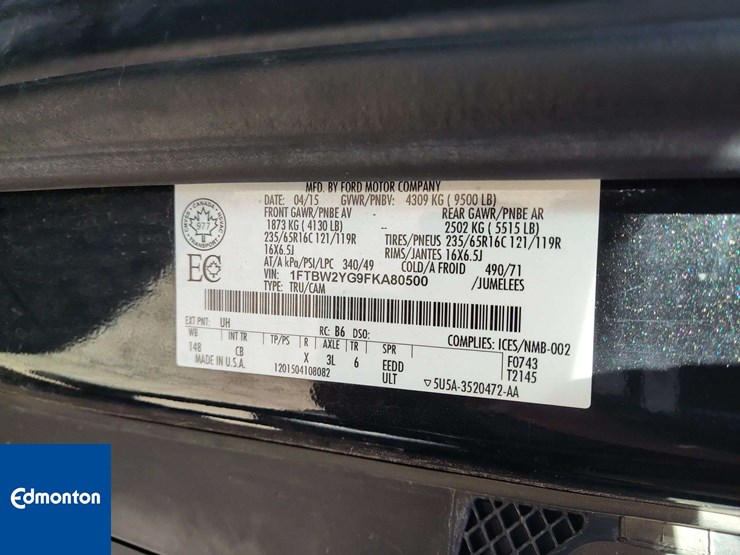 MFD. BY FORD MOTOR COMPANY
DATE: 04/15 GVWR/PNBV: 4309 KG ( 9500 LB)
FRONT GAWR/PNBE AV -- REAR GAWR/PNBE AR
1873 KG ( 4130 LB) 2502 KG ( 5515 LB)
235/65R16C 121/119R TIRES/PNEUS 235/65R16C 121/119R
16X6.5J RIMS/JANTES 16X6.5J
AT/A kPa/PSI/LPC 340/49 COLD/A FROID 490/71
VIN: 1FTBW2YG9FKA80500 /JUMELEES
TYPE: TRU/CAM
CANADA
977
TRANSPORT
EC
EXT PNT: UH RC: B6 DSO: COMPLIES: ICES/NMB-002
WB INT TR TP/PS R AXLE TR SPR F0743
148 CB X 3L 6 EEDD T2145
MADE IN U.S.A. 1201504108082 ULT ▽5U5A-3520472-AA
Edmonton